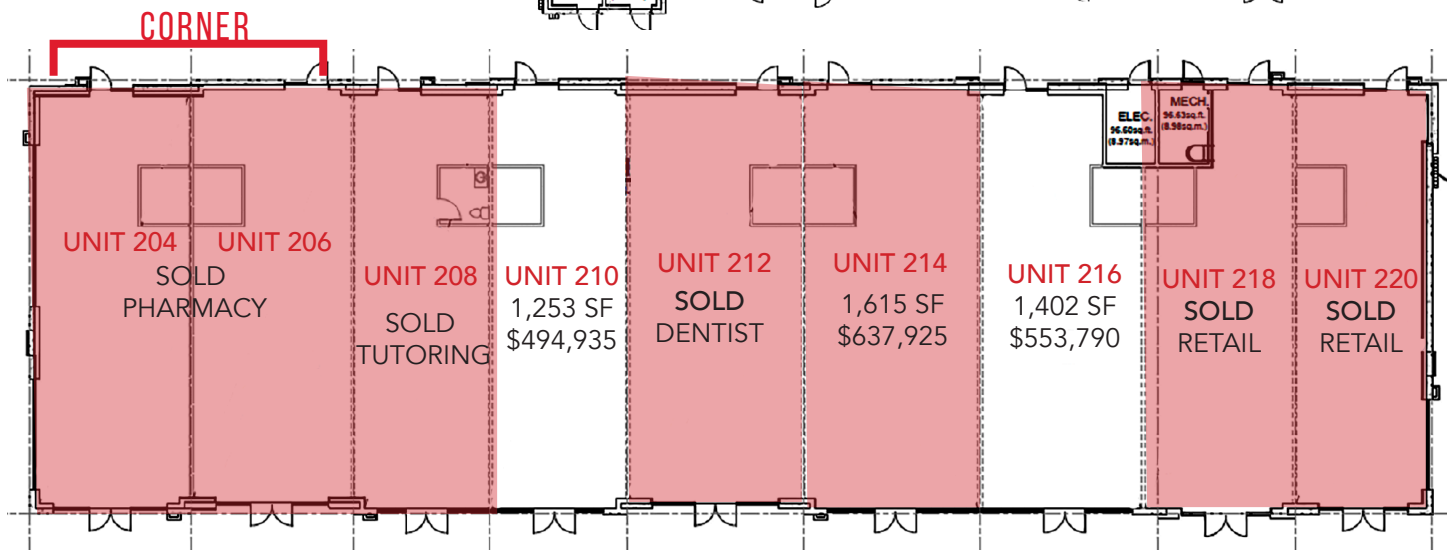 CORNER
ELEC.
96.60sq.ft.
(8.97sq.m.)
MECH.
96.63sq.ft.
(8.98sq.m.)
UNIT 204
UNIT 206
SOLD
PHARMACY
UNIT 208
SOLD
TUTORING
UNIT 210
1,253 SF
$494,935
UNIT 212
SOLD
DENTIST
UNIT 214
1,615 SF
$637,925
UNIT 216
1,402 SF
$553,790
UNIT 218
SOLD
RETAIL
UNIT 220
SOLD
RETAIL